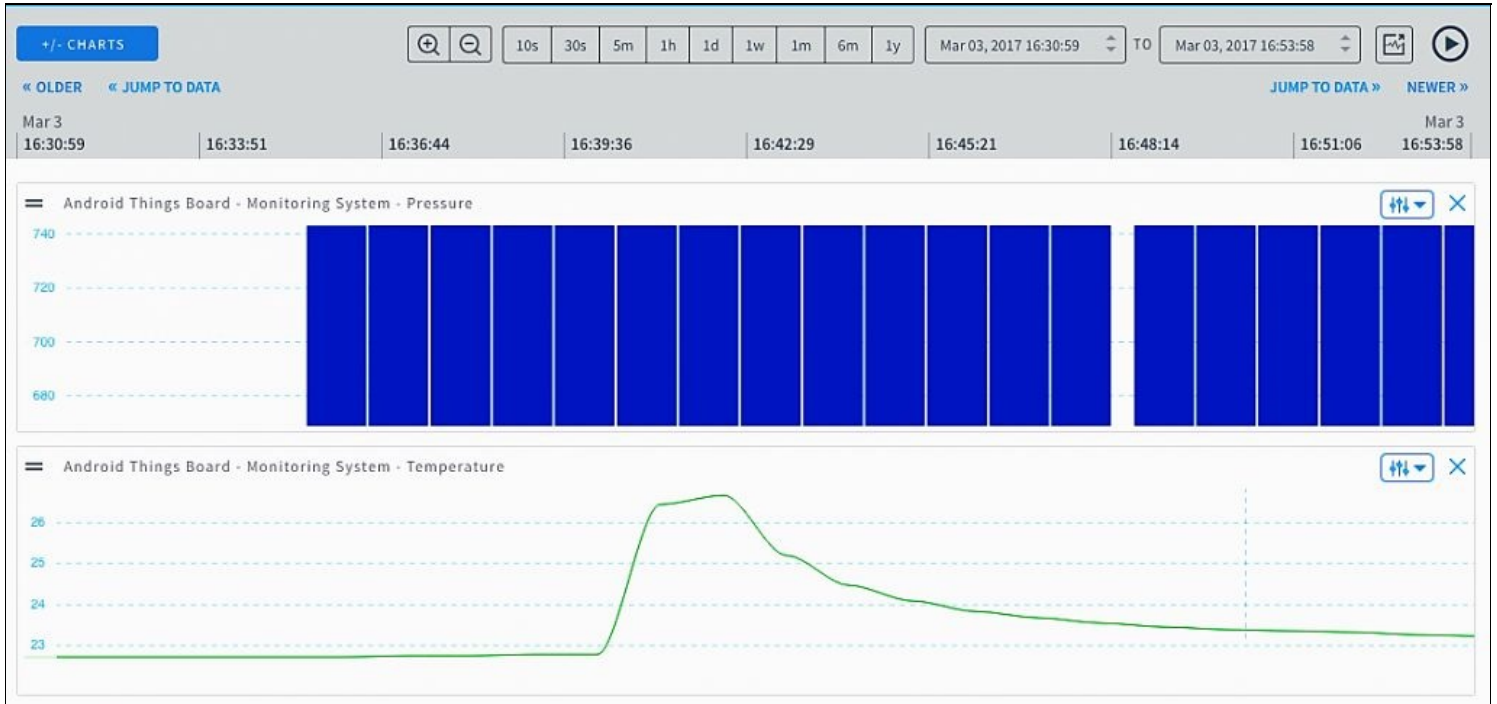 +/- CHARTS 10s 30s 5m 1h 1d 1w 1m 6m 1y Mar 03, 2017 16:30:59 TO Mar 03, 2017 16:53:58
« OLDER « JUMP TO DATA JUMP TO DATA » NEWER »
Mar 3 Mar 3
16:30:59 16:33:51 16:36:44 16:39:36 16:42:29 16:45:21 16:48:14 16:51:06 16:53:58
Android Things Board - Monitoring System - Pressure
740
720
700
680
Android Things Board - Monitoring System - Temperature
26
25
24
23